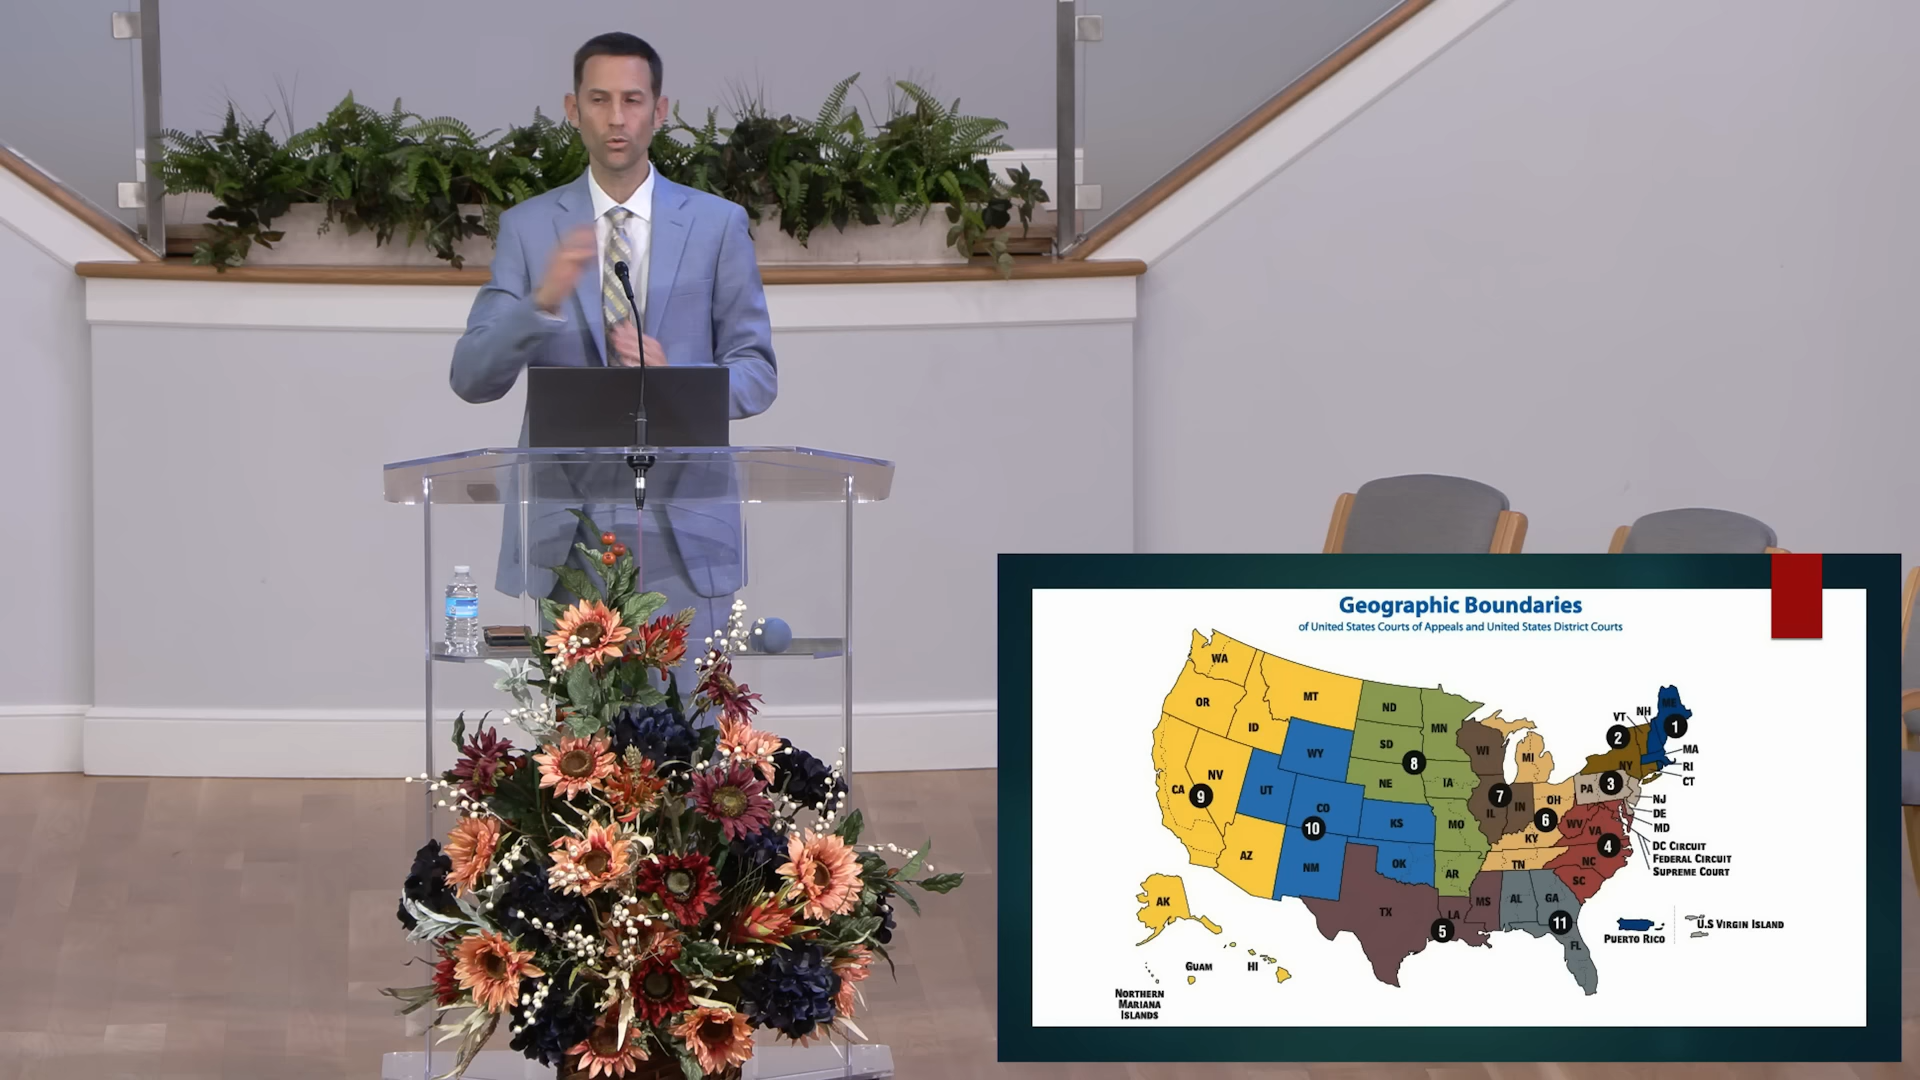 Geographic Boundaries
of United States Courts of Appeals and United States District Courts
WA
MT
ND
MN
OR
ID
SD
8
WI
MI
VT
NH
ME
1
2
MA
NY
RI
CT
WY
NE
IA
NV
CA
9
UT
CO
10
KS
MO
7
IL
IN
OH
6
PA
3
NJ
DE
MD
WV
VA
4
KY
DC Circuit
Federal Circuit
Supreme Court
AZ
NM
OK
AR
TN
NC
SC
AK
TX
LA
5
MS
AL
GA
11
FL
Puerto Rico
U.S Virgin Island
Guam
HI
Northern
Mariana
Islands